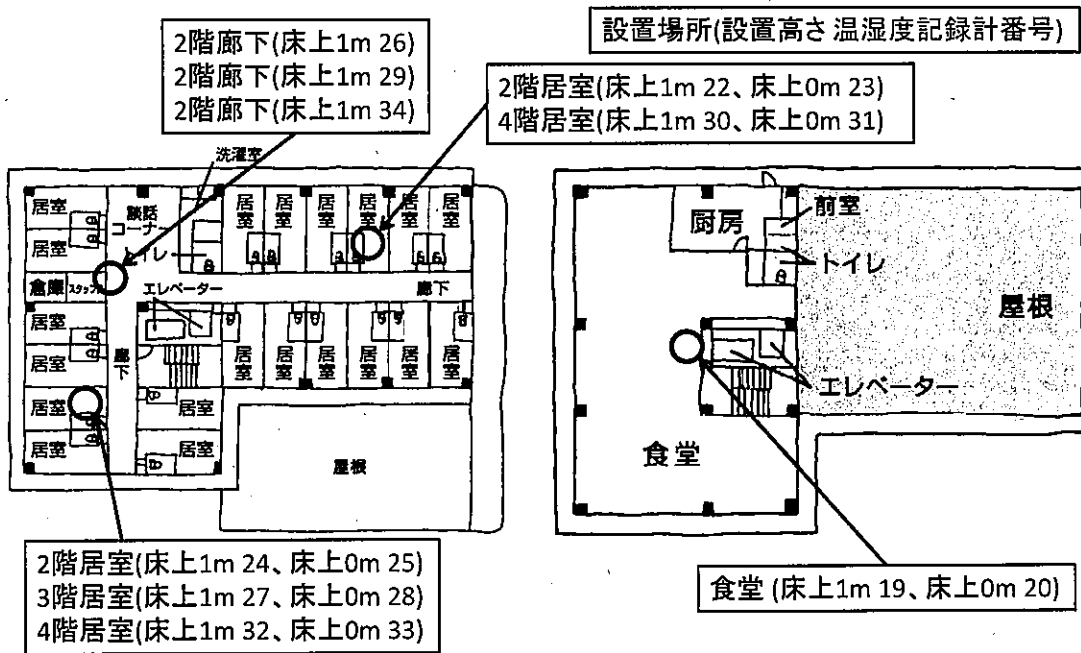 設置場所(設置高さ 温湿度記録計番号)
2階廊下(床上1m 26)
2階廊下(床上1m 29)
2階廊下(床上1m 34)
2階居室(床上1m 22、床上0m 23)
4階居室(床上1m 30、床上0m 31)
洗濯室
居室
談話
コーナー
居室
居室
居室
居室
居室
居室
トイレ
倉庫
スタッフ
エレベーター
廊下
居室
居室
廊下
居室
居室
居室
居室
居室
居室
居室
居室
居室
居室
屋根
厨房
前室
トイレ
屋根
エレベーター
食堂
2階居室(床上1m 24、床上0m 25)
3階居室(床上1m 27、床上0m 28)
4階居室(床上1m 32、床上0m 33)
食堂 (床上1m 19、床上0m 20)